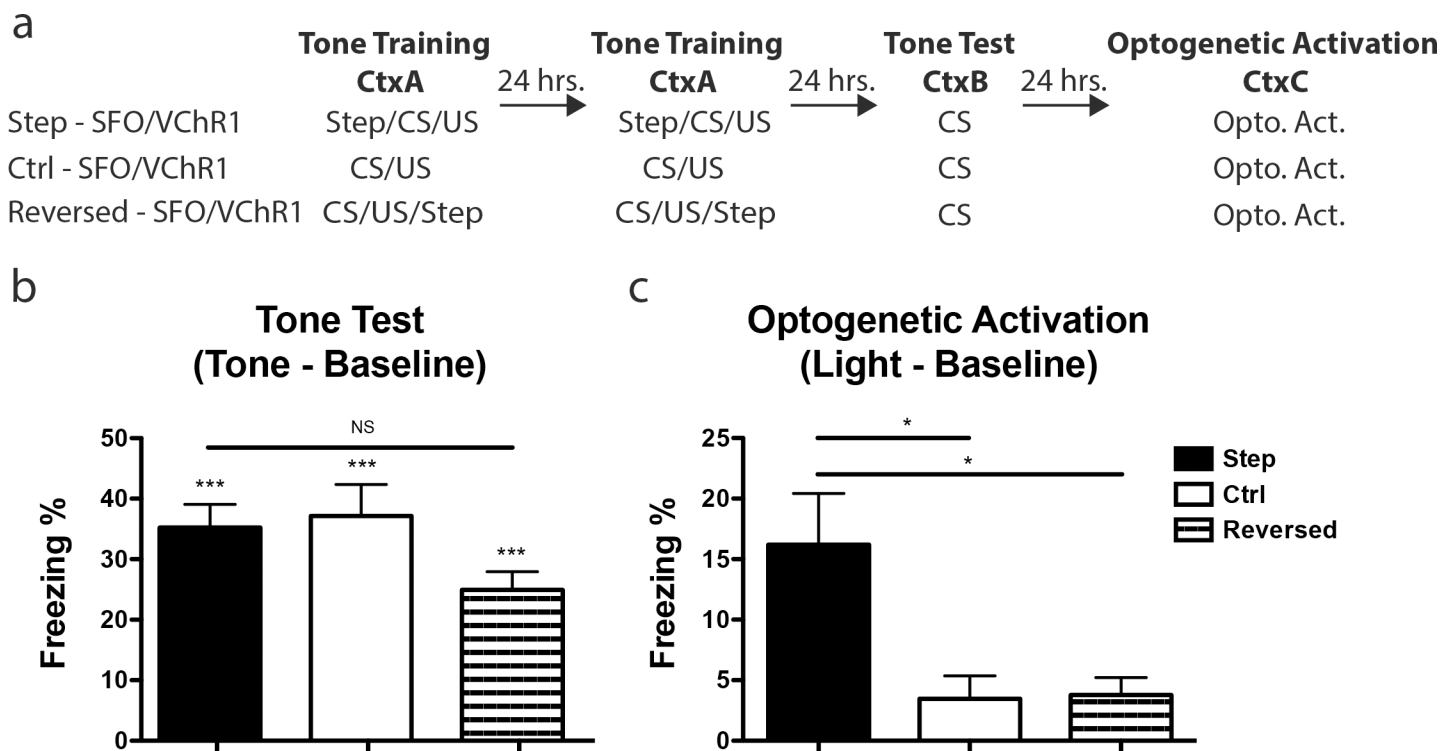 a
Tone Training Tone Training Tone Test Optogenetic Activation
CtxA 24 hrs. CtxA 24 hrs. CtxB 24 hrs. CtxC
Step - SFO/VChR1 Step/CS/US Step/CS/US CS Opto. Act.
Ctrl - SFO/VChR1 CS/US CS/US CS Opto. Act.
Reversed - SFO/VChR1 CS/US/Step CS/US/Step CS Opto. Act.
b
Tone Test
(Tone - Baseline)
Freezing %
50
40
30
20
10
0
NS
***
***
***
c
Optogenetic Activation
(Light - Baseline)
Freezing %
25
20
15
10
5
0
*
*
Step
Ctrl
Reversed